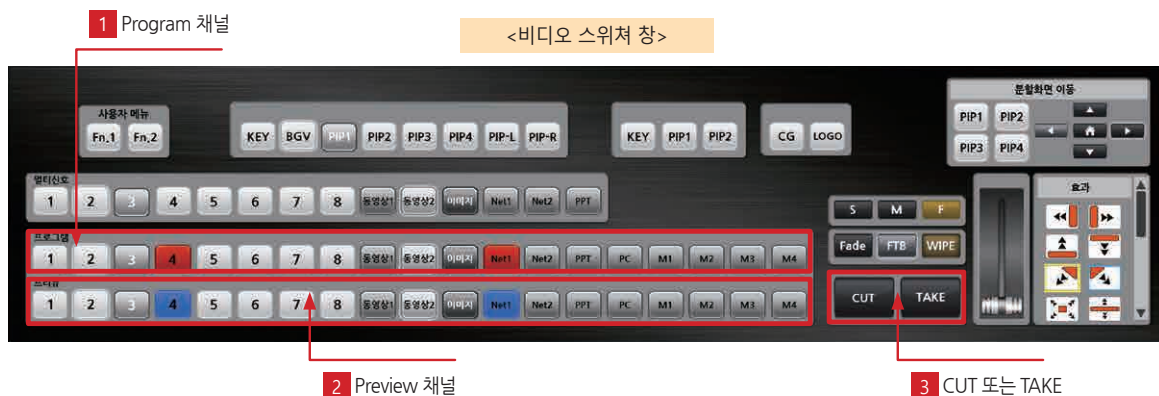 1 Program 채널
<비디오 스위쳐 창>
분할화면 이동
사용자 메뉴
PIP1 PIP2
Fn.1 Fn.2 KEY BGV PIP1 PIP2 PIP3 PIP4 PIP-L PIP-R KEY PIP1 PIP2 CG LOGO
PIP3 PIP4
멀티신호
효과
1 2 3 4 5 6 7 8 동영상1 동영상2 이미지 Net1 Net2 PPT
S M F
프로그램
1 2 3 4 5 6 7 8 동영상1 동영상2 이미지 Net1 Net2 PPT PC M1 M2 M3 M4
Fade FTB WIPE
프리뷰
1 2 3 4 5 6 7 8 동영상1 동영상2 이미지 Net1 Net2 PPT PC M1 M2 M3 M4
CUT TAKE
2 Preview 채널
3 CUT 또는 TAKE